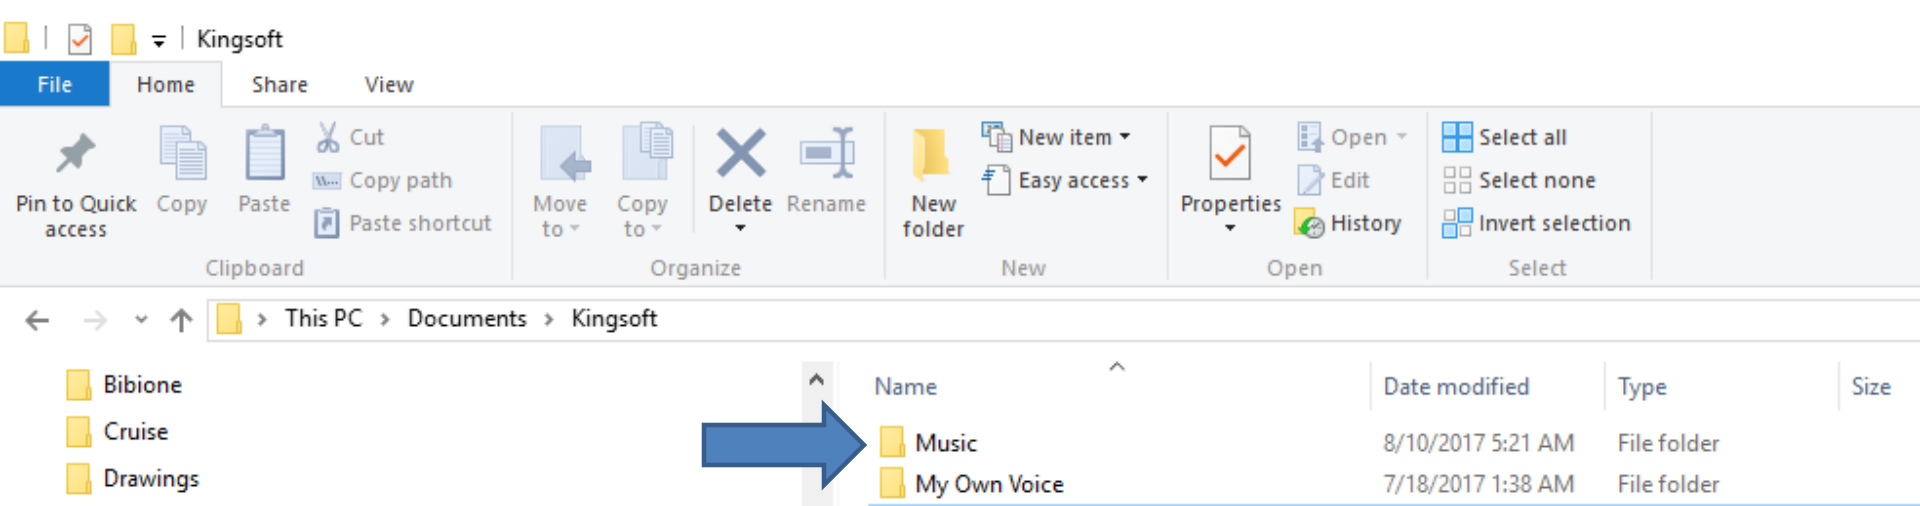 Kingsoft
File Home Share View
Pin to Quick access
Copy
Paste
Cut
Copy path
Paste shortcut
Clipboard
Move to
Copy to
Delete
Rename
Organize
New folder
New item
Easy access
New
Properties
Open
Edit
History
Open
Select all
Select none
Invert selection
Select
This PC > Documents > Kingsoft
Bibione
Cruise
Drawings
Name Date modified Type Size
Music 8/10/2017 5:21 AM File folder
My Own Voice 7/18/2017 1:38 AM File folder